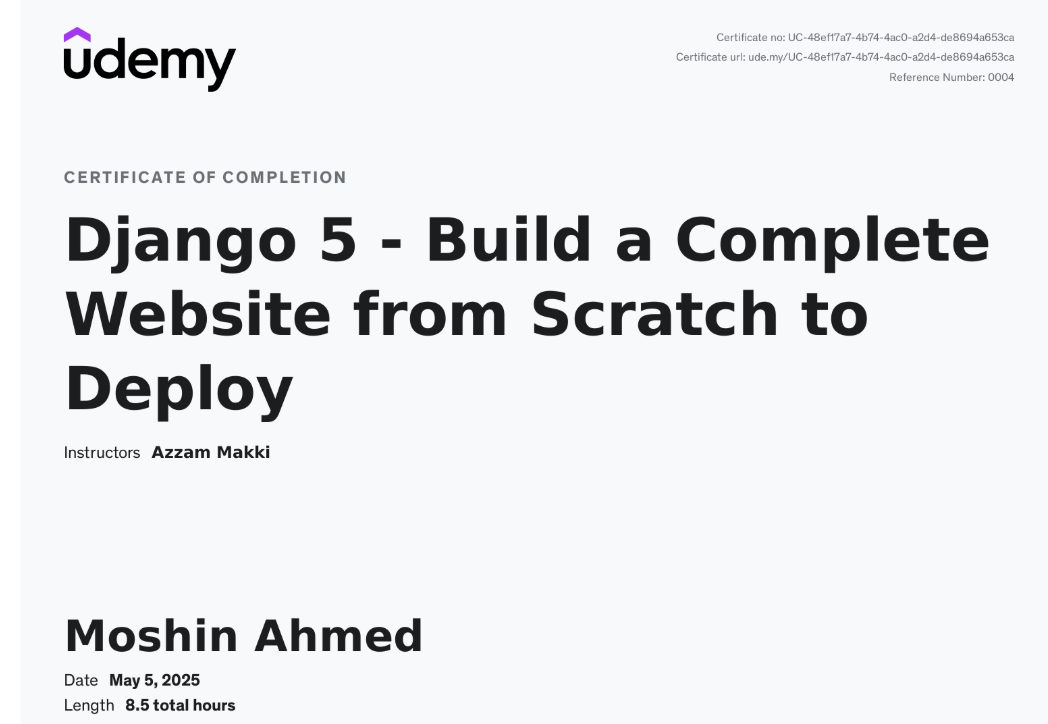 udemy
Certificate no: UC-48ef17a7-4b74-4ac0-a2d4-de8694a653ca
Certificate url: ude.my/UC-48ef17a7-4b74-4ac0-a2d4-de8694a653ca
Reference Number: 0004
CERTIFICATE OF COMPLETION
Django 5 - Build a Complete
Website from Scratch to
Deploy
Instructors Azzam Makki
Moshin Ahmed
Date May 5, 2025
Length 8.5 total hours